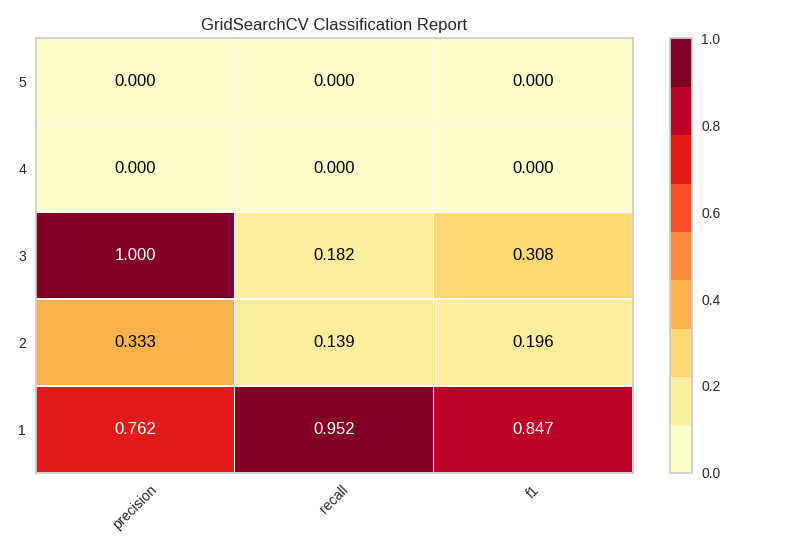 GridSearchCV Classification Report
5 0.000 0.000 0.000
4 0.000 0.000 0.000
3 1.000 0.182 0.308
2 0.333 0.139 0.196
1 0.762 0.952 0.847
precision recall f1
1.0
0.8
0.6
0.4
0.2
0.0